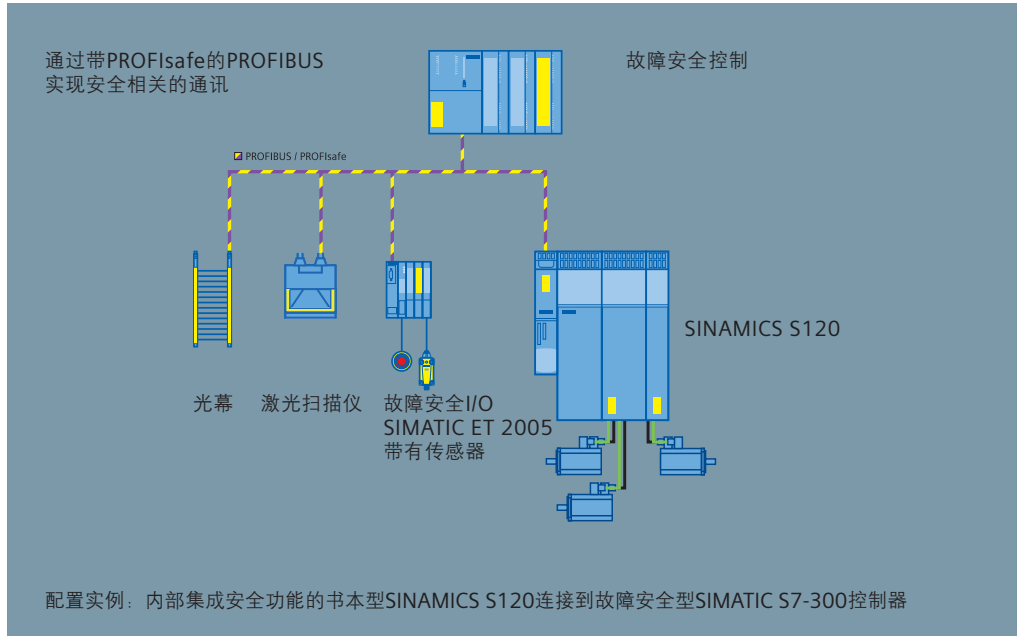 通过带PROFIsafe的PROFIBUS
实现安全相关的通讯
故障安全控制
PROFIBUS / PROFIsafe
SINAMICS S120
光幕
激光扫描仪
故障安全I/O
SIMATIC ET 2005
带有传感器
配置实例：内部集成安全功能的书本型SINAMICS S120连接到故障安全型SIMATIC S7-300控制器